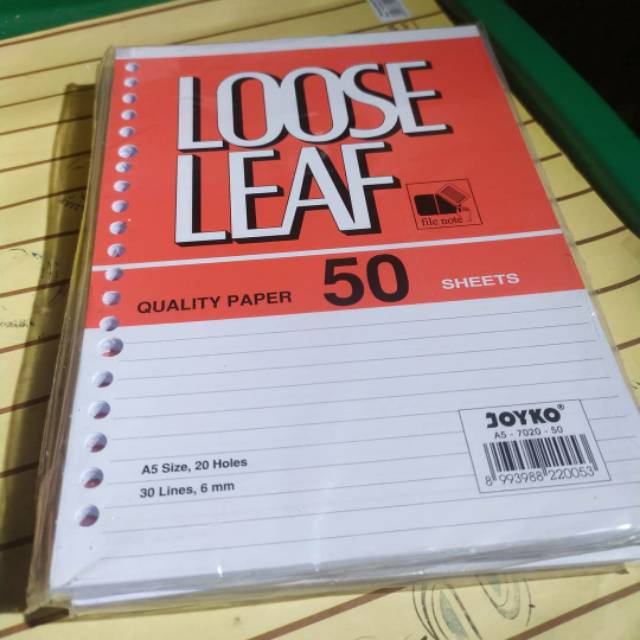 LOOSE
LEAF
file note
QUALITY PAPER 50 SHEETS
JOYKO®
A5 - 7020 - 50
8 993988 220053
A5 Size, 20 Holes
30 Lines, 6 mm